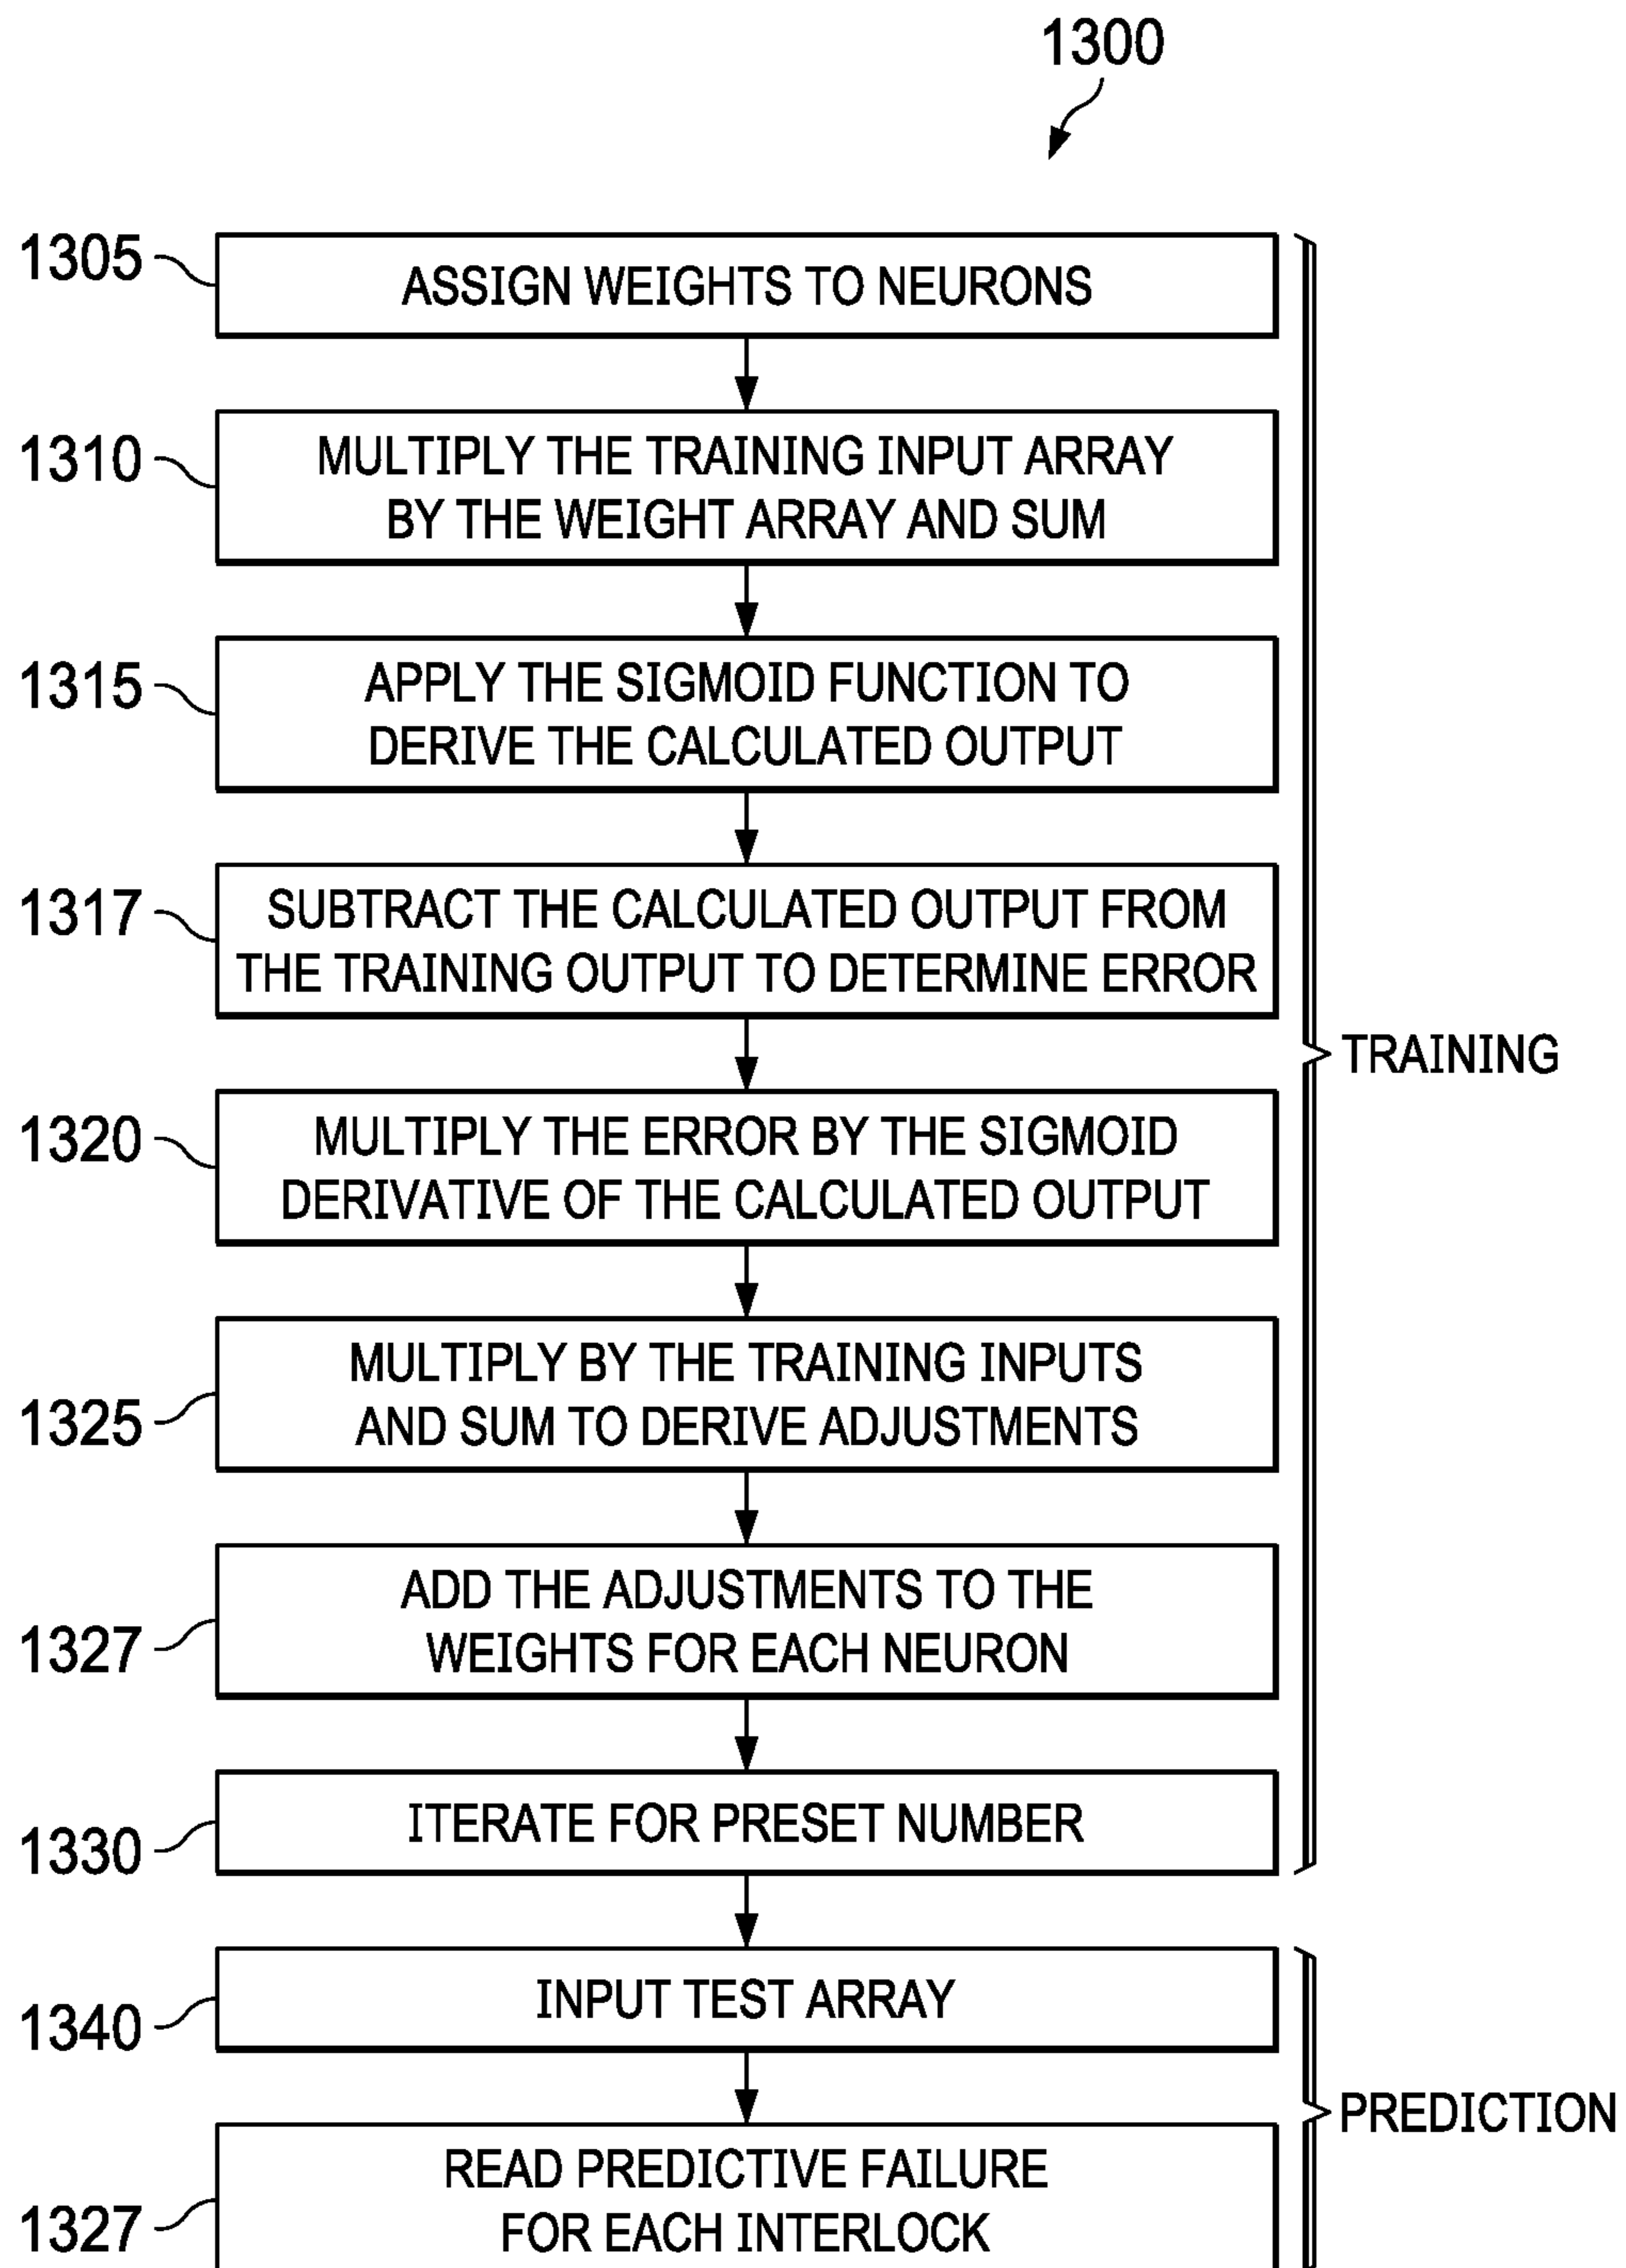 1300
1305
ASSIGN WEIGHTS TO NEURONS
1310
MULTIPLY THE TRAINING INPUT ARRAY
BY THE WEIGHT ARRAY AND SUM
1315
APPLY THE SIGMOID FUNCTION TO
DERIVE THE CALCULATED OUTPUT
1317
SUBTRACT THE CALCULATED OUTPUT FROM
THE TRAINING OUTPUT TO DETERMINE ERROR
TRAINING
1320
MULTIPLY THE ERROR BY THE SIGMOID
DERIVATIVE OF THE CALCULATED OUTPUT
1325
MULTIPLY BY THE TRAINING INPUTS
AND SUM TO DERIVE ADJUSTMENTS
1327
ADD THE ADJUSTMENTS TO THE
WEIGHTS FOR EACH NEURON
1330
ITERATE FOR PRESET NUMBER
1340
INPUT TEST ARRAY
PREDICTION
1327
READ PREDICTIVE FAILURE
FOR EACH INTERLOCK